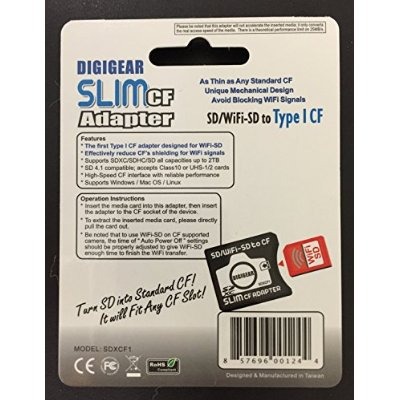 Please be noted that this adapter will not accelerate the inserted media, it only converts
the real access speed of the media. There is a theoretical performance limit on 25MB/s.
DIGIGEAR
SLIM CF
Adapter
As Thin as Any Standard CF
Unique Mechanical Design
Avoid Blocking WiFi Signals
SD/WiFi-SD to Type I CF
Features
* The first Type I CF adapter designed for WiFi-SD
* Effectively reduce CF's shielding for WiFi signals
* Supports SDXC/SDHC/SD all capacities up to 2TB
* SD 4.1 compatible; accepts Class10 or UHS-1/2 cards
* High-Speed CF interface with reliable performance
* Supports Windows / Mac OS / Linux
Operation Instructions
* Insert the media card into this adapter, then insert
the adapter to the CF socket of the device.
* To extract the inserted media card, please directly
pull the card out.
* Be noted that to use WiFi-SD on CF supported
camera, the time of "Auto Power Off" settings
should be properly adjusted to give WiFi-SD
enough time to finish the WiFi transfer.
SD/WiFi-SD to CF
SLIM CF ADAPTER
WiFi
SD
Turn SD into Standard CF!
It will Fit Any CF Slot!
MODEL: SDXCF1
CE FC RoHS
Compliant
8 57696 00124 4
Designed and Manufactured in Taiwan